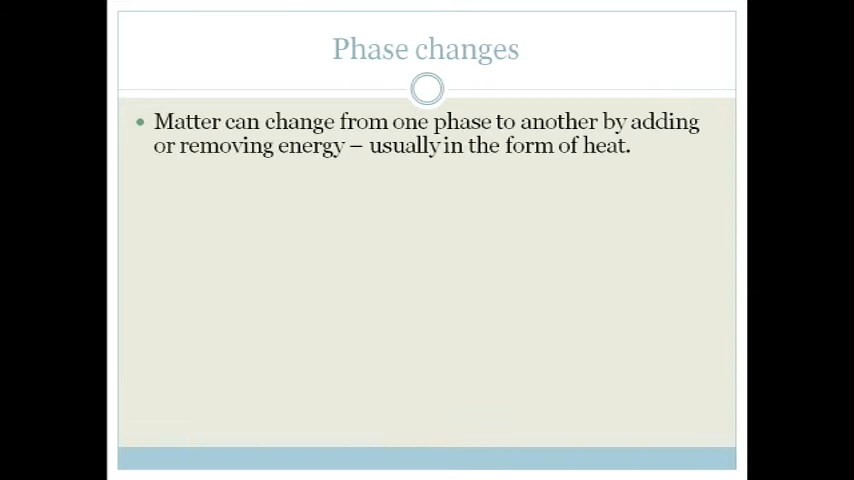 Phase changes
• Matter can change from one phase to another by adding
or removing energy – usually in the form of heat.